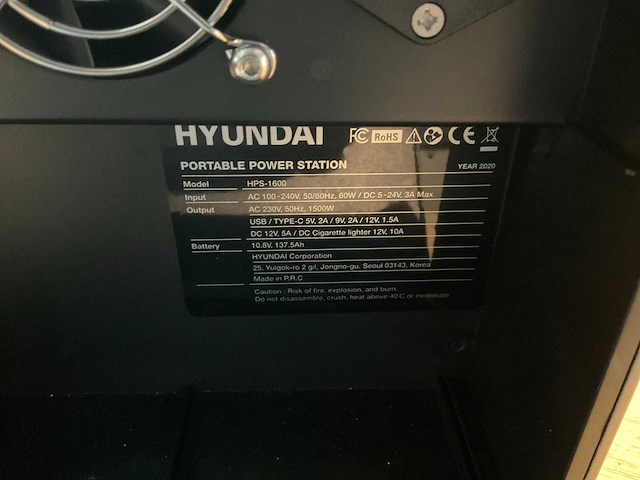 HYUNDAI FC RoHS CE
PORTABLE POWER STATION YEAR 2020
Model HPS-1600
Input AC 100-240V, 50/60Hz, 60W / DC 5-24V, 3A Max
Output AC 230V, 50Hz, 1500W
USB / TYPE-C 5V, 2A / 9V, 2A / 12V, 1.5A
DC 12V, 5A / DC Cigarette lighter 12V, 10A
Battery 10.8V, 137.5Ah
HYUNDAI Corporation
25, Yulgok-ro 2 gil, Jongno-gu, Seoul 03143, Korea
Made in P.R.C
Caution : Risk of fire, explosion, and burn.
Do not disassemble, crush, heat above 40 C or incinerate